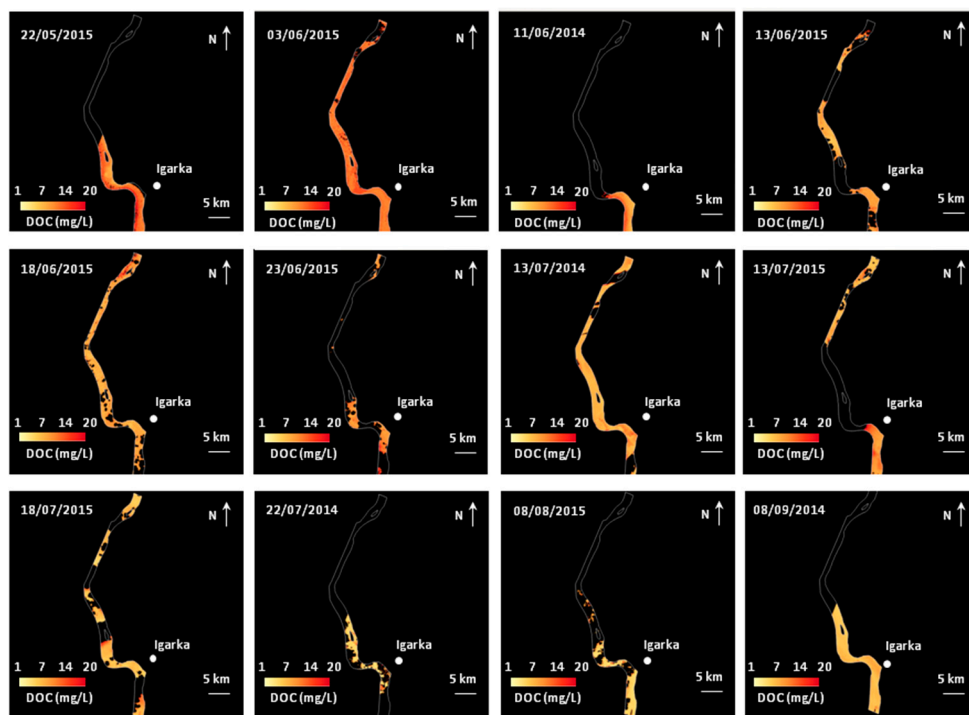 22/05/2015
N
Igarka
1 7 14 20
5 km
DOC (mg/L)
03/06/2015
N
Igarka
1 7 14 20
5 km
DOC (mg/L)
11/06/2014
N
Igarka
1 7 14 20
5 km
DOC (mg/L)
13/06/2015
N
Igarka
1 7 14 20
5 km
DOC (mg/L)
18/06/2015
N
Igarka
1 7 14 20
5 km
DOC (mg/L)
23/06/2015
N
Igarka
1 7 14 20
5 km
DOC (mg/L)
13/07/2014
N
Igarka
1 7 14 20
5 km
DOC (mg/L)
13/07/2015
N
Igarka
1 7 14 20
5 km
DOC (mg/L)
18/07/2015
N
Igarka
1 7 14 20
5 km
DOC (mg/L)
22/07/2014
N
Igarka
1 7 14 20
5 km
DOC (mg/L)
08/08/2015
N
Igarka
1 7 14 20
5 km
DOC (mg/L)
08/09/2014
N
Igarka
1 7 14 20
5 km
DOC (mg/L)